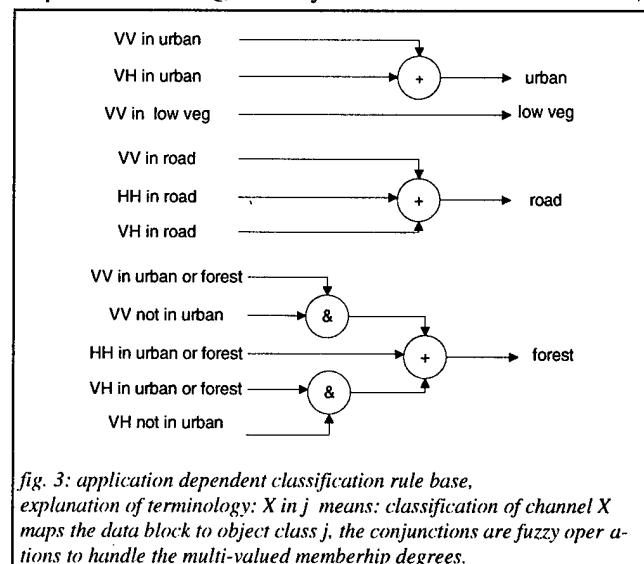 VV in urban
+
VH in urban
urban
VV in low veg
low veg
VV in road
HH in road
+
road
VH in road
VV in urban or forest
VV not in urban
&
HH in urban or forest
+
forest
VH in urban or forest
&
VH not in urban
fig. 3: application dependent classification rule base,
explanation of terminology: X in j means: classification of channel X
maps the data block to object class j, the conjunctions are fuzzy oper a-
tions to handle the multi-valued memberhip degrees.